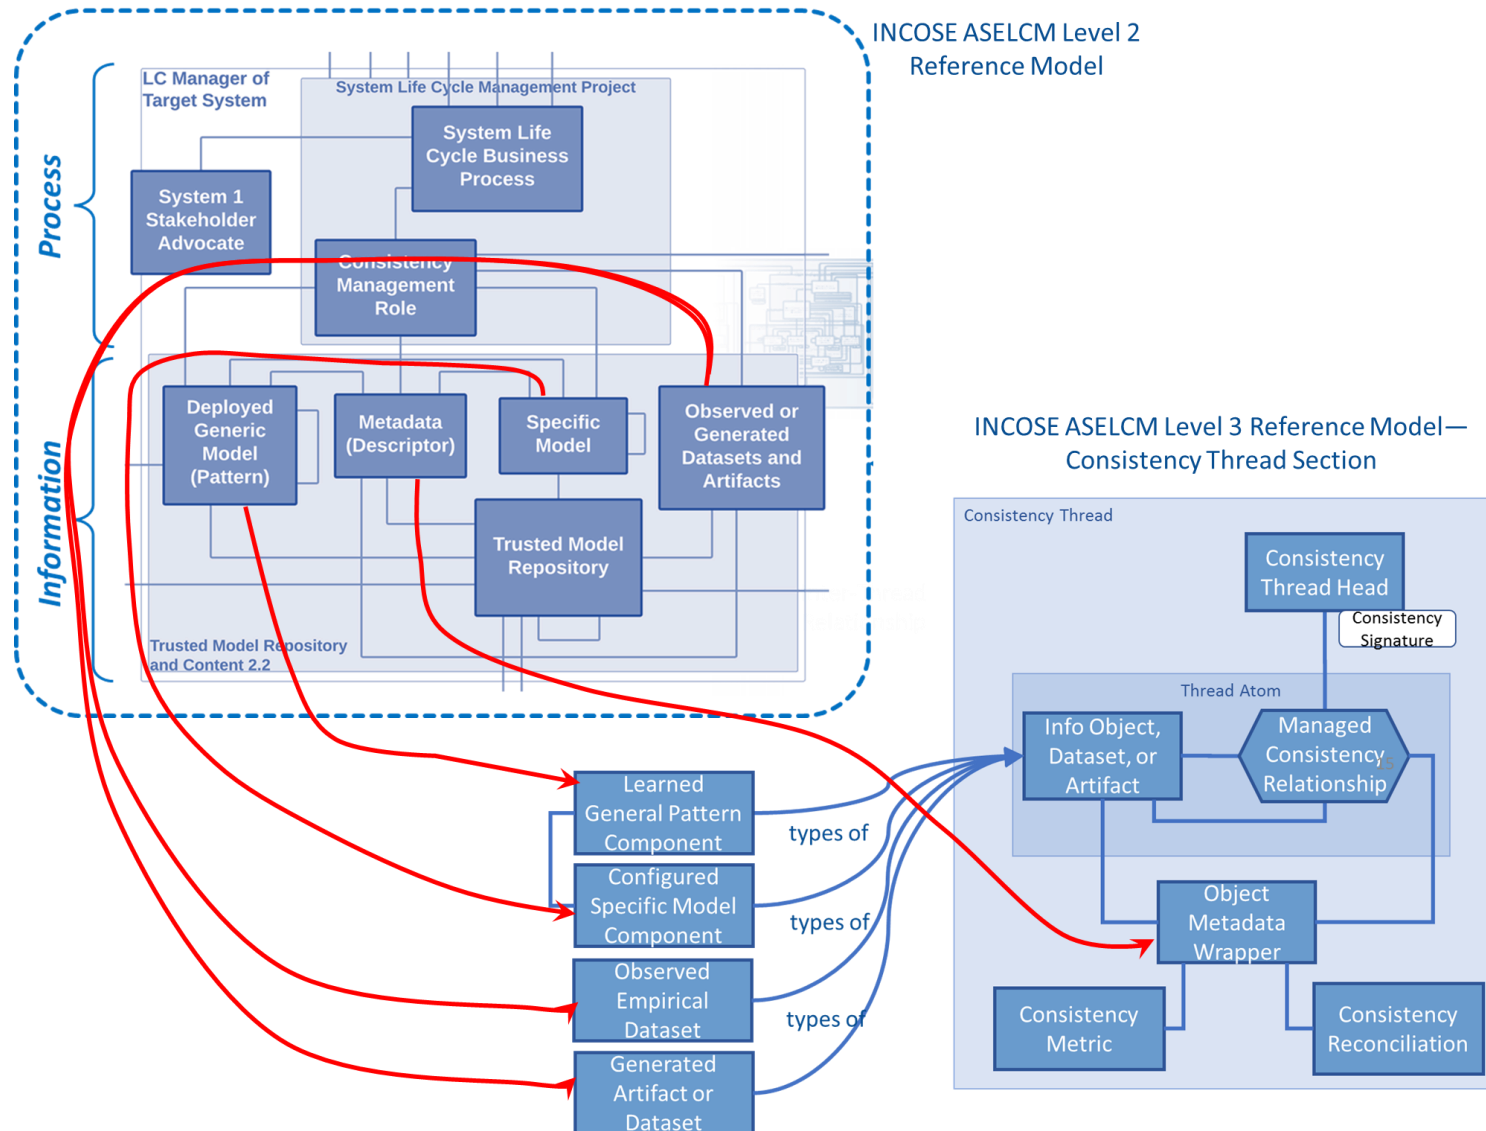 INCOSE ASELCM Level 2
Reference Model
LC Manager of
Target System
System Life Cycle Management Project
Process
System Life
Cycle Business
Process
System 1
Stakeholder
Advocate
Consistency
Management
Role
Information
Deployed
Generic
Model
(Pattern)
Metadata
(Descriptor)
Specific
Model
Observed or
Generated
Datasets and
Artifacts
Trusted Model
Repository
Trusted Model Repository
and Content 2.2
INCOSE ASELCM Level 3 Reference Model—
Consistency Thread Section
Consistency Thread
Consistency
Thread Head
Consistency
Signature
Thread Atom
Info Object,
Dataset, or
Artifact
Managed
Consistency
Relationship
15
Learned
General Pattern
Component
types of
Configured
Specific Model
Component
types of
Observed
Empirical
Dataset
types of
Generated
Artifact or
Dataset
Object
Metadata
Wrapper
Consistency
Metric
Consistency
Reconciliation